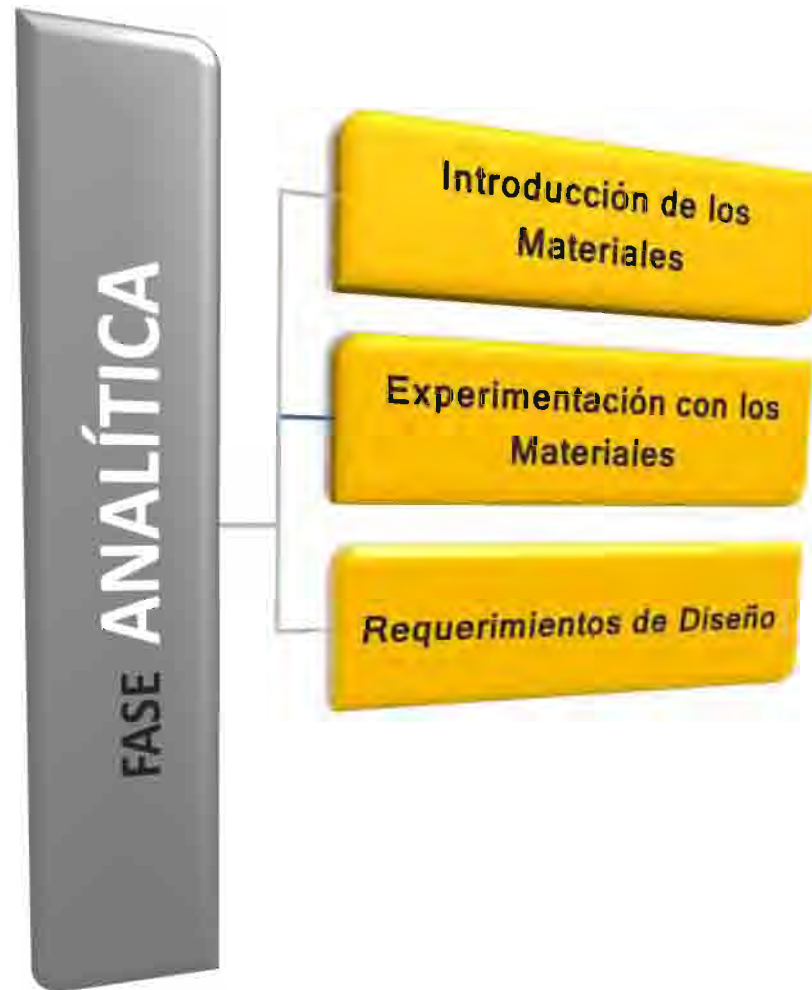 FASE ANALÍTICA
Introducción de los
Materiales
Experimentación con los
Materiales
Requerimientos de Diseño